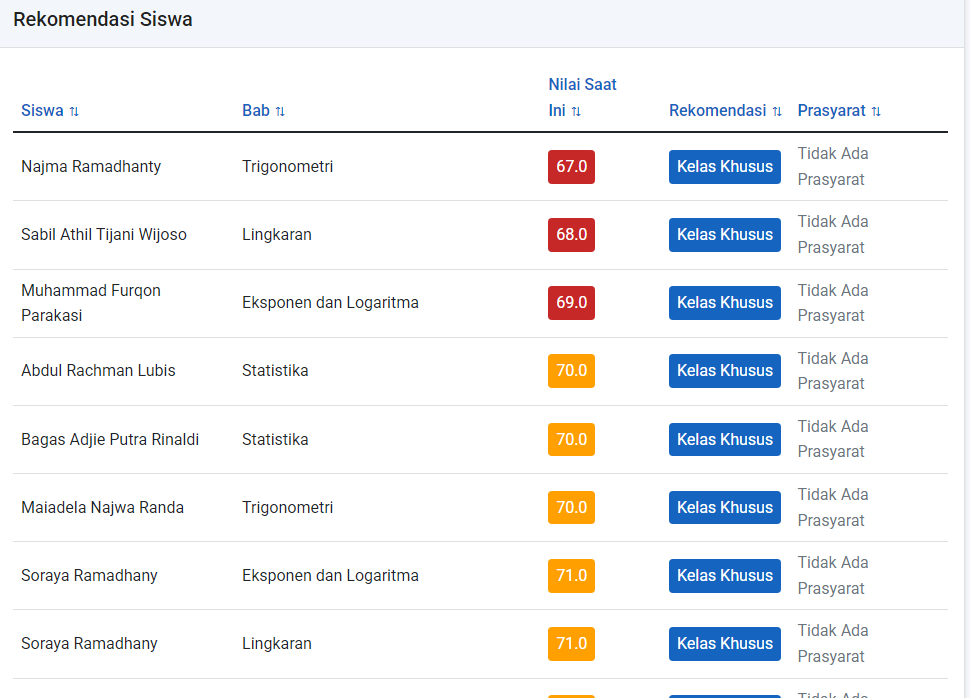 Rekomendasi Siswa
Nilai Saat
Siswa ⇅ Bab ⇅ Ini ⇅ Rekomendasi ⇅ Prasyarat ⇅
Najma Ramadhanty Trigonometri 67.0 Kelas Khusus Tidak Ada
Prasyarat
Sabil Athil Tijani Wijoso Lingkaran 68.0 Kelas Khusus Tidak Ada
Prasyarat
Muhammad Furqon
Parakasi Eksponen dan Logaritma 69.0 Kelas Khusus Tidak Ada
Prasyarat
Abdul Rachman Lubis Statistika 70.0 Kelas Khusus Tidak Ada
Prasyarat
Bagas Adjie Putra Rinaldi Statistika 70.0 Kelas Khusus Tidak Ada
Prasyarat
Maiadela Najwa Randa Trigonometri 70.0 Kelas Khusus Tidak Ada
Prasyarat
Soraya Ramadhany Eksponen dan Logaritma 71.0 Kelas Khusus Tidak Ada
Prasyarat
Soraya Ramadhany Lingkaran 71.0 Kelas Khusus Tidak Ada
Prasyarat